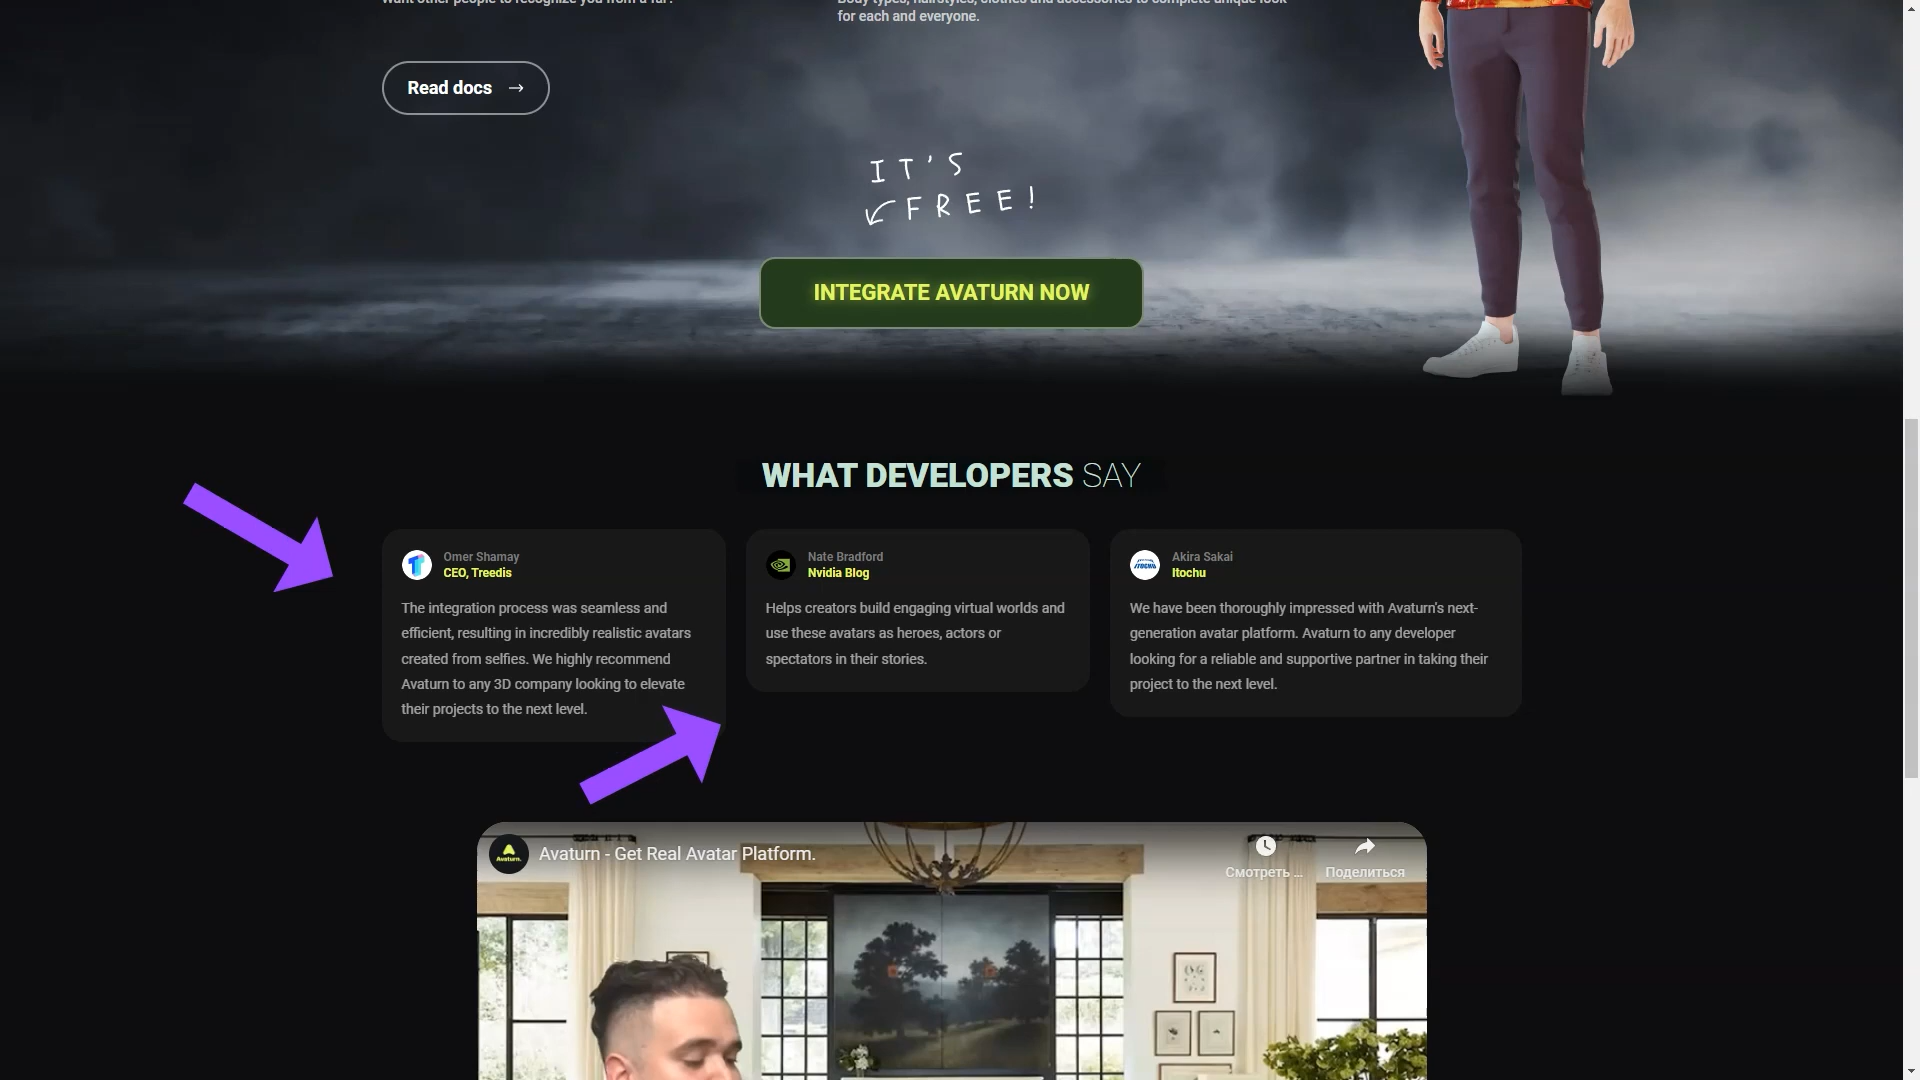 Want other people to recognize you from a far?
Body types, hairstyles, clothes and accessories to complete unique look
for each and everyone.
Read docs →
IT'S
FREE!
INTEGRATE AVATURN NOW
WHAT DEVELOPERS SAY
Omer Shamay
CEO, Treedis
The integration process was seamless and
efficient, resulting in incredibly realistic avatars
created from selfies. We highly recommend
Avaturn to any 3D company looking to elevate
their projects to the next level.
Nate Bradford
Nvidia Blog
Helps creators build engaging virtual worlds and
use these avatars as heroes, actors or
spectators in their stories.
ITOCHU
Akira Sakai
Itochu
We have been thoroughly impressed with Avaturn's next-
generation avatar platform. Avaturn to any developer
looking for a reliable and supportive partner in taking their
project to the next level.
Avaturn.
Avaturn - Get Real Avatar Platform.
Смотреть ...
Поделиться